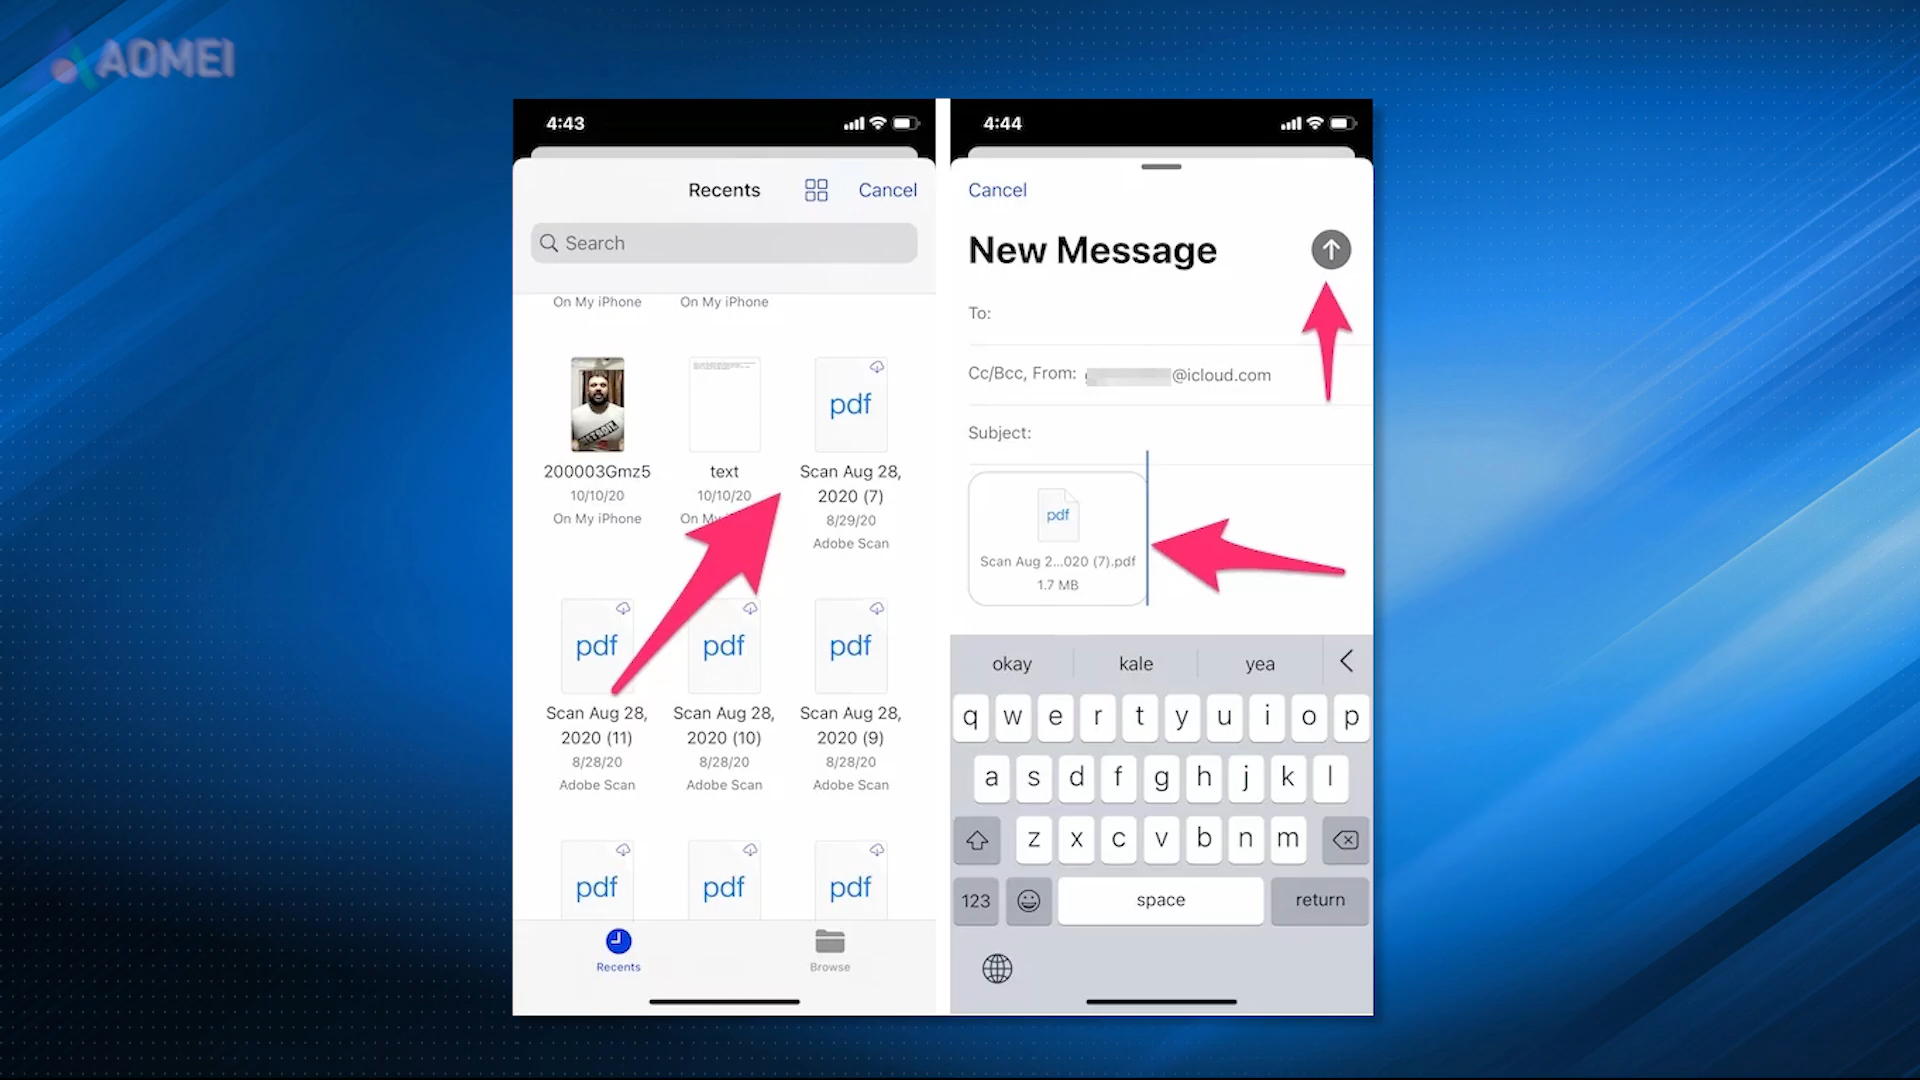 AOMEI
4:43
Recents
Cancel
Search
On My iPhone
On My iPhone
pdf
200003Gmz5
10/10/20
On My iPhone
text
10/10/20
Scan Aug 28,
2020 (7)
8/29/20
Adobe Scan
pdf
pdf
pdf
Scan Aug 28,
2020 (11)
8/28/20
Adobe Scan
Scan Aug 28,
2020 (10)
8/28/20
Adobe Scan
Scan Aug 28,
2020 (9)
8/28/20
Adobe Scan
pdf
pdf
pdf
Recents
Browse
4:44
Cancel
New Message
To:
Cc/Bcc, From: @icloud.com
Subject:
pdf
Scan Aug 2...020 (7).pdf
1.7 MB
okay kale yea
q w e r t y u i o p
a s d f g h j k l
z x c v b n m
123 space return